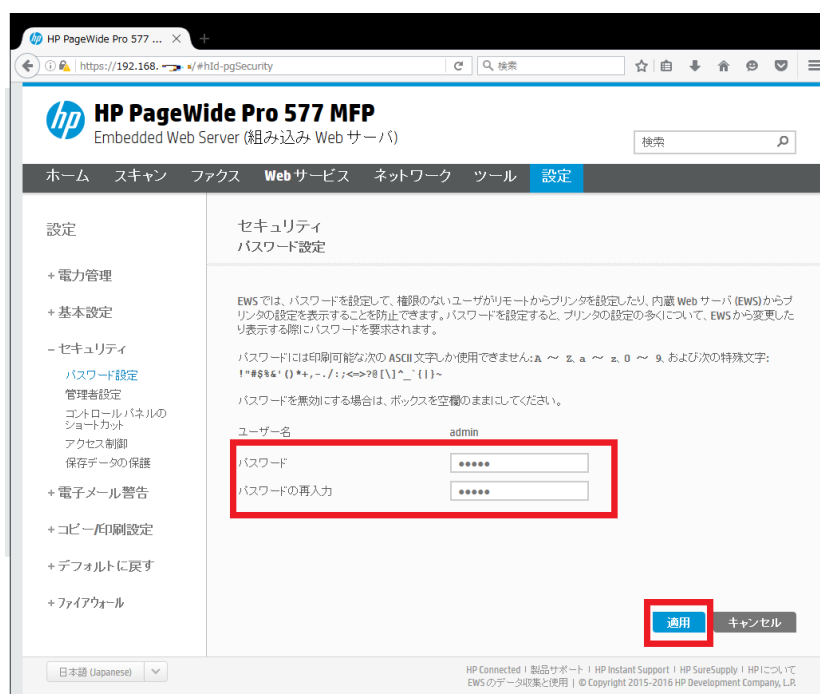 HP PageWide Pro 577 ... × +
https://192.168. /#hId-pgSecurity
検索
hp
HP PageWide Pro 577 MFP
Embedded Web Server (組み込み Web サーバ)
検索
ホーム スキャン ファクス Web サービス ネットワーク ツール 設定
設定
+ 電力管理
+ 基本設定
- セキュリティ
パスワード設定
管理者設定
コントロール パネルの
ショートカット
アクセス制御
保存データの保護
+ 電子メール警告
+ コピー/印刷設定
+ デフォルトに戻す
+ ファイアウォール
セキュリティ
パスワード設定
EWS では、パスワードを設定して、権限のないユーザがリモートからプリンタを設定したり、内蔵 Web サーバ (EWS)からプ
リンタの設定を表示することを防止できます。パスワードを設定すると、プリンタの設定の多くについて、EWS から変更した
り表示する際にパスワードを要求されます。
パスワードには印刷可能な次の ASCII 文字しか使用できません:A ～ Z、a ～ z、0 ～ 9、および次の特殊文字:
!"#$%&'()*+,-./:;<=>?@[\]^_`{|}~
パスワードを無効にする場合は、ボックスを空欄のままにしてください。
ユーザー名 admin
パスワード •••••
パスワードの再入力 •••••
適用 キャンセル
日本語 (Japanese)
HP Connected | 製品サポート | HP Instant Support | HP SureSupply | HP について
EWS のデータ収集と使用 | © Copyright 2015-2016 HP Development Company, L.P.